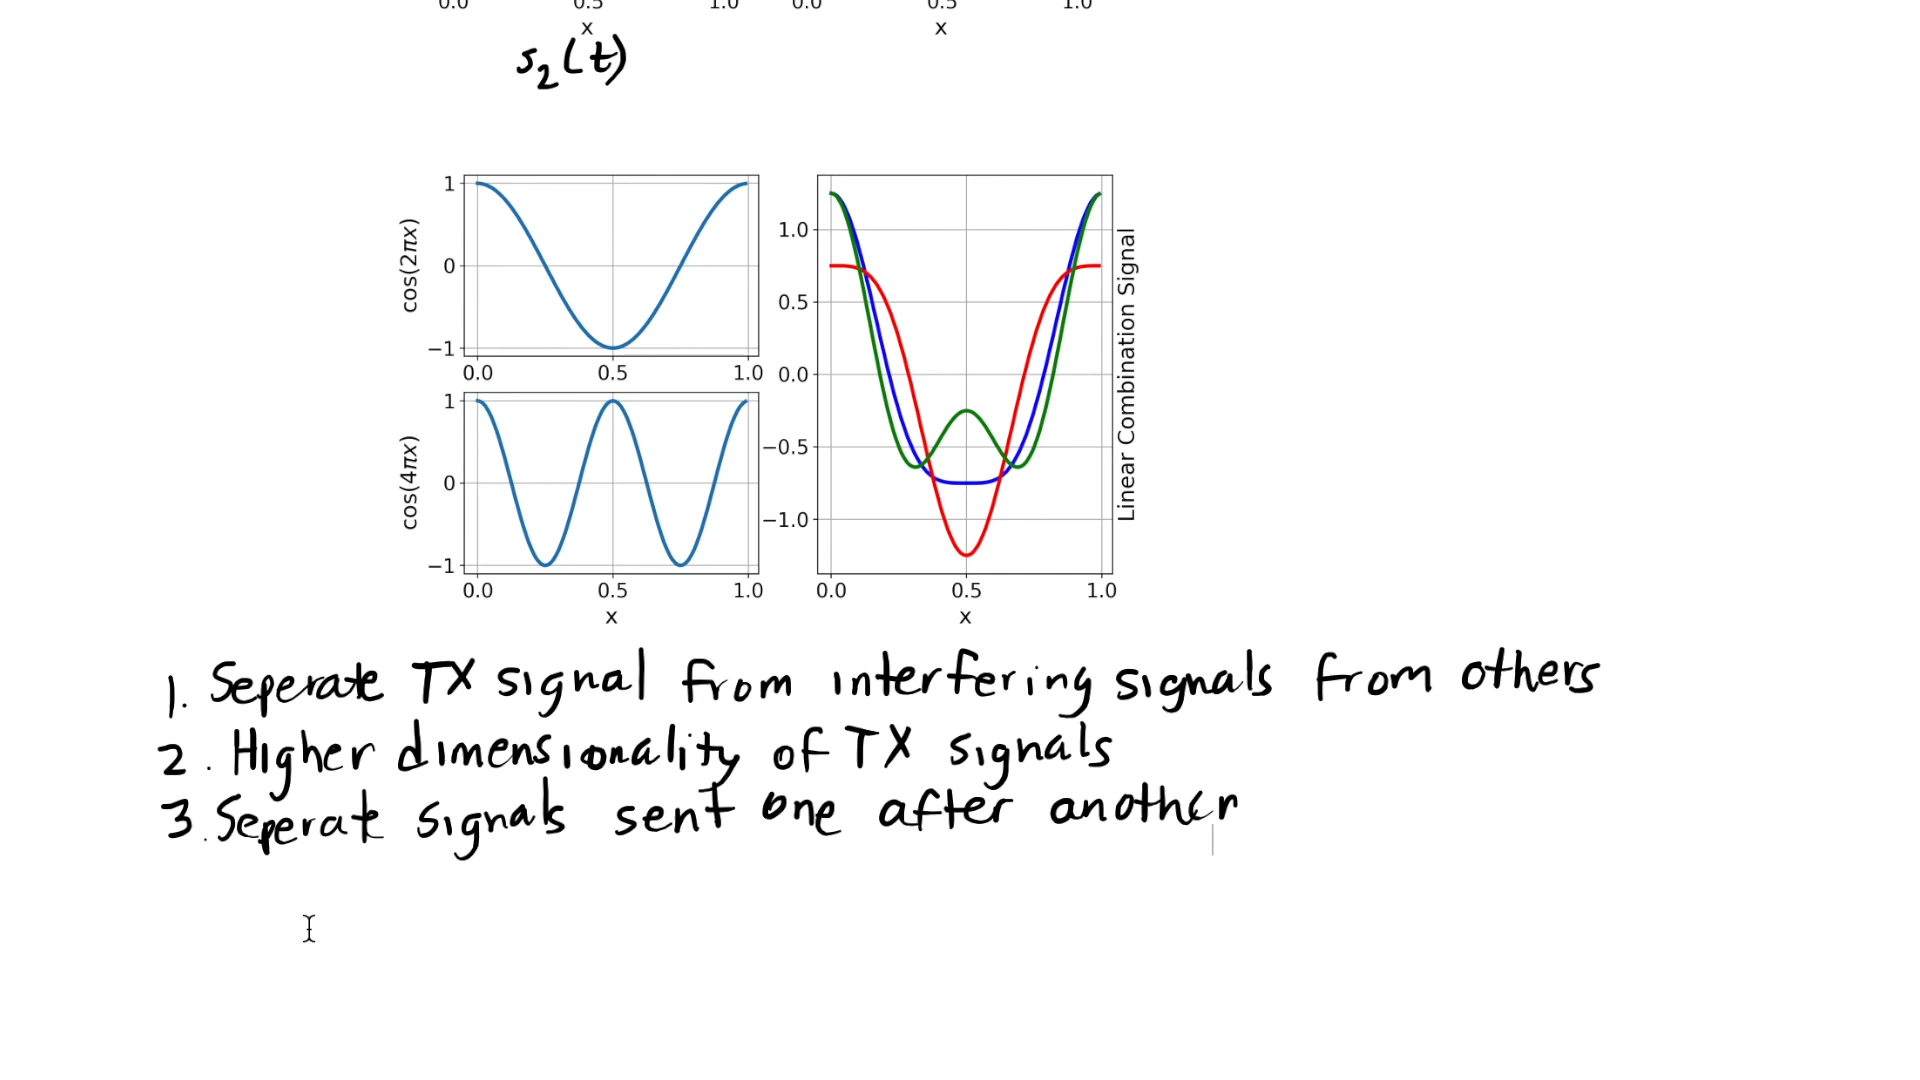 0.0 0.5 1.0 0.0 0.5 1.0
x x
s₂(t)
cos(2πx)
1
0
−1
0.0 0.5 1.0
cos(4πx)
1
0
−1
0.0 0.5 1.0
x
1.0
0.5
0.0
−0.5
−1.0
0.0 0.5 1.0
x
Linear Combination Signal
1. Seperate TX signal from interfering signals from others
2. Higher dimensionality of TX signals
3. Seperate signals sent one after another